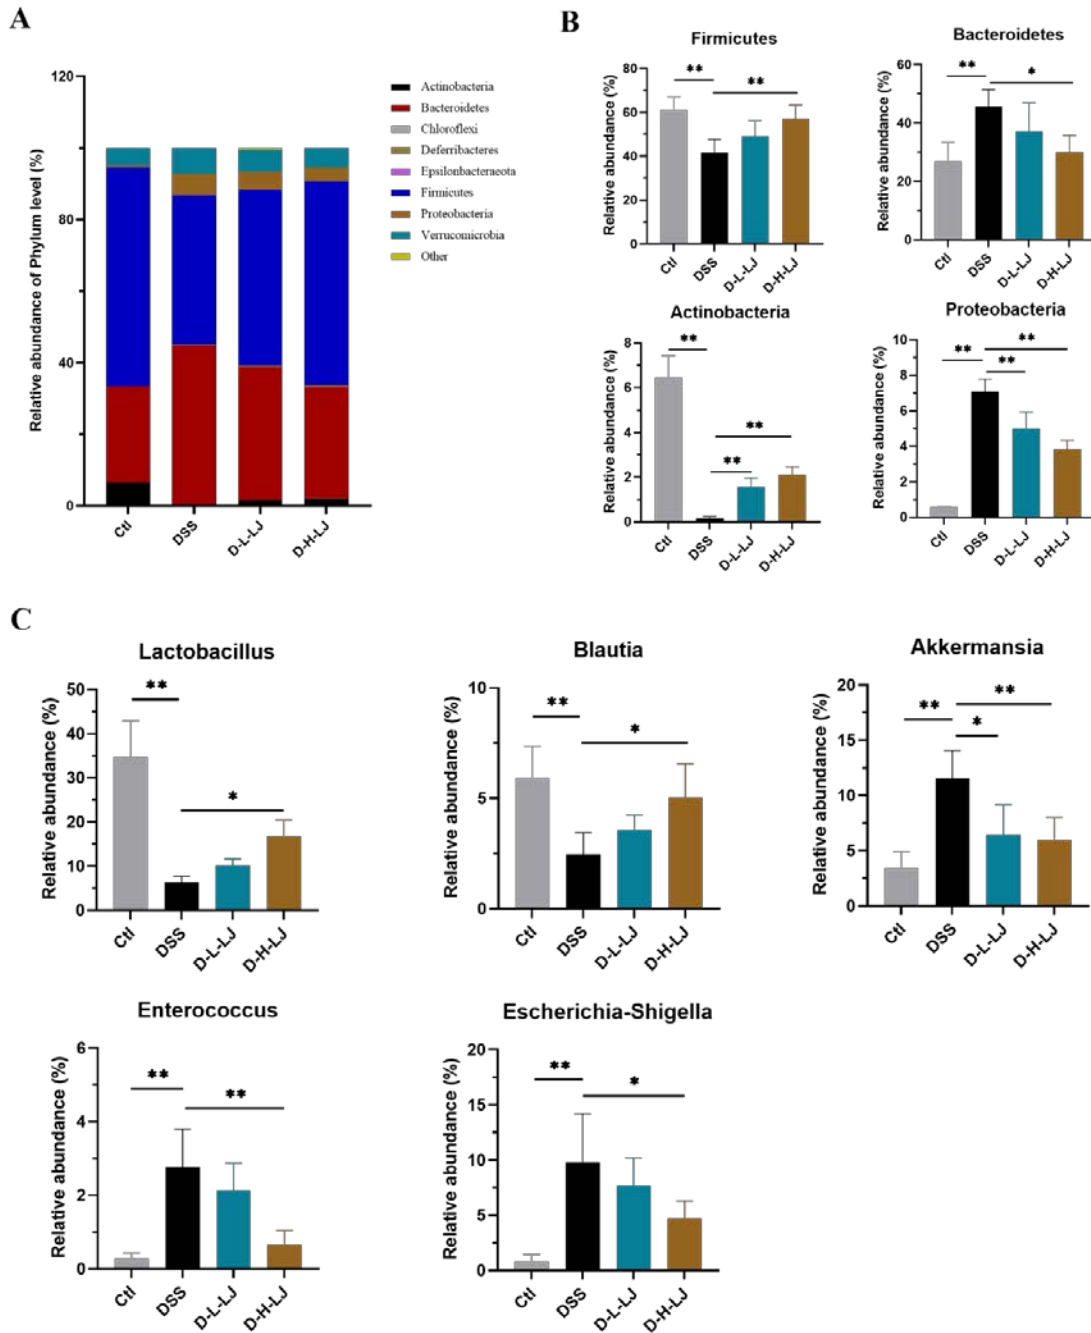 A
120
80
40
0
Relative abundance of Phylum level (%)
Ctl
DSS
D-L-LJ
D-H-LJ
Actinobacteria
Bacteroidetes
Chloroflexi
Deferribacteres
Epsilonbacteraeota
Firmicutes
Proteobacteria
Verrucomicrobia
Other
B
Firmicutes
Relative abundance (%)
80
60
40
20
0
**
**
Ctl
DSS
D-L-LJ
D-H-LJ
Bacteroidetes
Relative abundance (%)
60
40
20
0
**
*
Ctl
DSS
D-L-LJ
D-H-LJ
Actinobacteria
Relative abundance (%)
8
6
4
2
0
**
**
**
Ctl
DSS
D-L-LJ
D-H-LJ
Proteobacteria
Relative abundance (%)
10
8
6
4
2
0
**
**
**
Ctl
DSS
D-L-LJ
D-H-LJ
C
Lactobacillus
Relative abundance (%)
50
40
30
20
10
0
**
*
Ctl
DSS
D-L-LJ
D-H-LJ
Blautia
Relative abundance (%)
10
5
0
**
*
Ctl
DSS
D-L-LJ
D-H-LJ
Akkermansia
Relative abundance (%)
20
15
10
5
0
**
**
*
Ctl
DSS
D-L-LJ
D-H-LJ
Enterococcus
Relative abundance (%)
6
4
2
0
**
**
Ctl
DSS
D-L-LJ
D-H-LJ
Escherichia-Shigella
Relative abundance (%)
20
15
10
5
0
**
*
Ctl
DSS
D-L-LJ
D-H-LJ